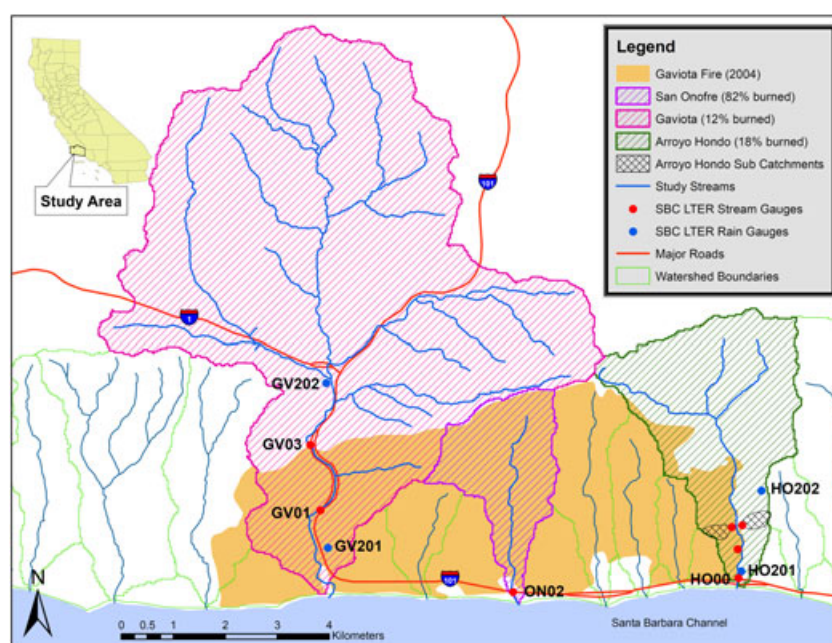 Legend
Gaviota Fire (2004)
San Onofre (82% burned)
Gaviota (12% burned)
Arroyo Hondo (18% burned)
Arroyo Hondo Sub Catchments
Study Streams
SBC LTER Stream Gauges
SBC LTER Rain Gauges
Major Roads
Watershed Boundaries
Study Area
101
1
GV202
GV03
GV01
GV201
101
ON02
HO202
HO201
HO00
N
Santa Barbara Channel
0 0.5 1 2 3 4
Kilometers